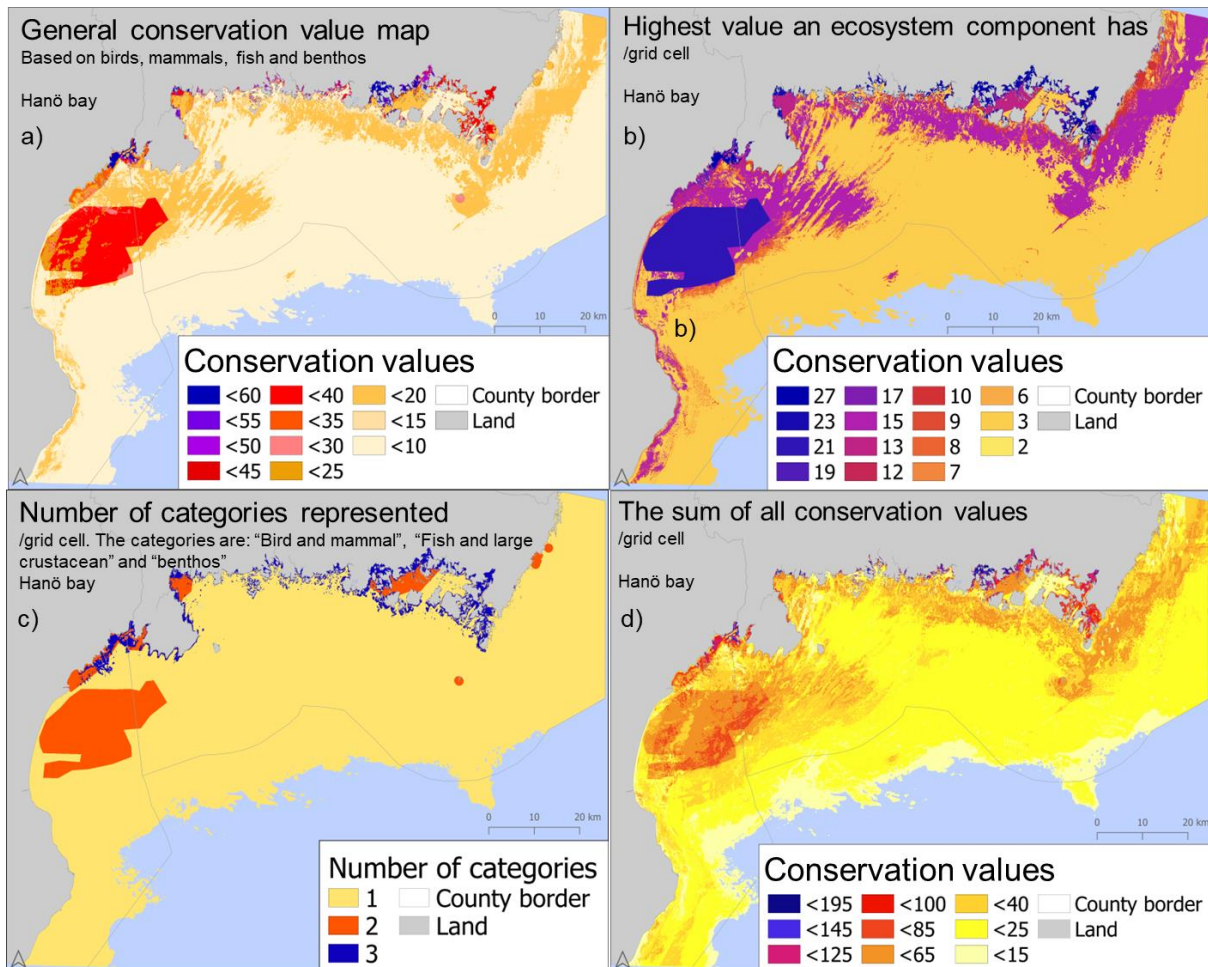 General conservation value map
Based on birds, mammals, fish and benthos
Hanö bay
a)
0 10 20 km
Conservation values
<60 <40 <20 County border
<55 <35 <15 Land
<50 <30 <10
<45 <25
Highest value an ecosystem component has
/grid cell
Hanö bay
b)
b)
0 10 20 km
Conservation values
27 17 10 6 County border
23 15 9 3 Land
21 13 8 2
19 12 7
Number of categories represented
/grid cell. The categories are: “Bird and mammal”, “Fish and large
crustacean” and “benthos”
Hanö bay
c)
0 10 20 km
Number of categories
1 County border
2 Land
3
The sum of all conservation values
/grid cell
Hanö bay
d)
0 10 20 km
Conservation values
<195 <100 <40 County border
<145 <85 <25 Land
<125 <65 <15